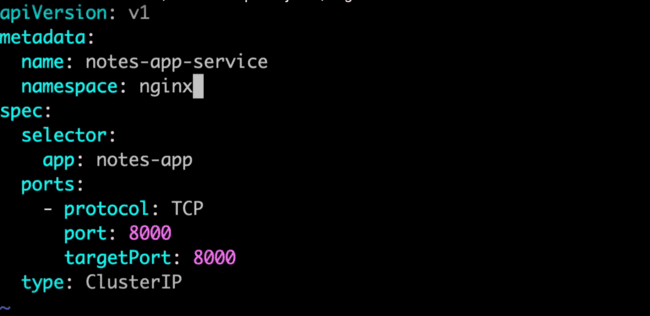 apiVersion: v1
metadata:
  name: notes-app-service
  namespace: nginx
spec:
  selector:
    app: notes-app
  ports:
    - protocol: TCP
      port: 8000
      targetPort: 8000
  type: ClusterIP
~